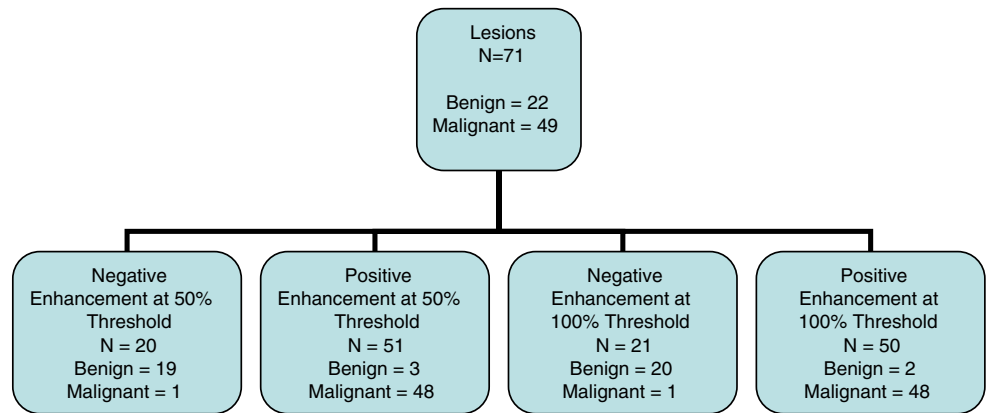 Lesions
N=71
Benign = 22
Malignant = 49
Negative
Enhancement at 50%
Threshold
N = 20
Benign = 19
Malignant = 1
Positive
Enhancement at 50%
Threshold
N = 51
Benign = 3
Malignant = 48
Negative
Enhancement at
100% Threshold
N = 21
Benign = 20
Malignant = 1
Positive
Enhancement at
100% Threshold
N = 50
Benign = 2
Malignant = 48